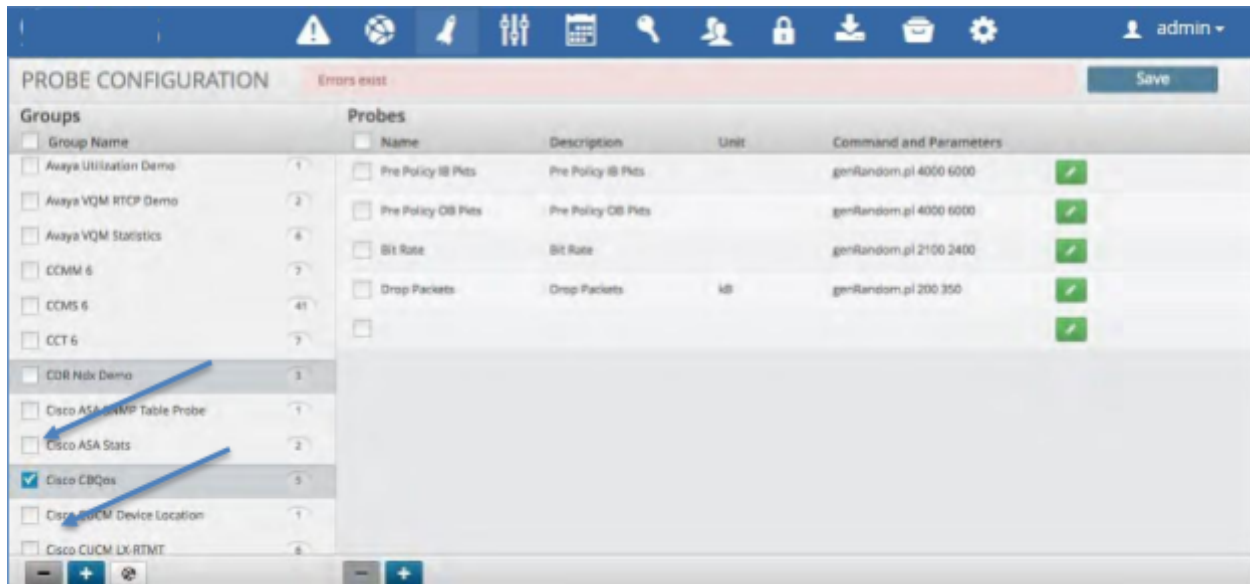 admin
PROBE CONFIGURATION
Errors exist
Save
Groups
Probes
Group Name
Name Description Unit Command and Parameters
Avaya Utilization Demo 1
Avaya VQM RTCP Demo 2
Avaya VQM Statistics 6
CCMM 6 7
CCMS 6 41
CCT 6 7
CDR Ndx Demo 3
Cisco ASA SNMP Table Probe 1
Cisco ASA Stats 2
Cisco CBQos 5
Cisco CUCM Device Location 1
Cisco CUCM LX-RTMT 6
Pre Policy IB Pkts Pre Policy IB Pkts genRandom.pl 4000 6000
Pre Policy OB Pkts Pre Policy OB Pkts genRandom.pl 4000 6000
Bit Rate Bit Rate genRandom.pl 2100 2400
Drop Packets Drop Packets kB genRandom.pl 200 350